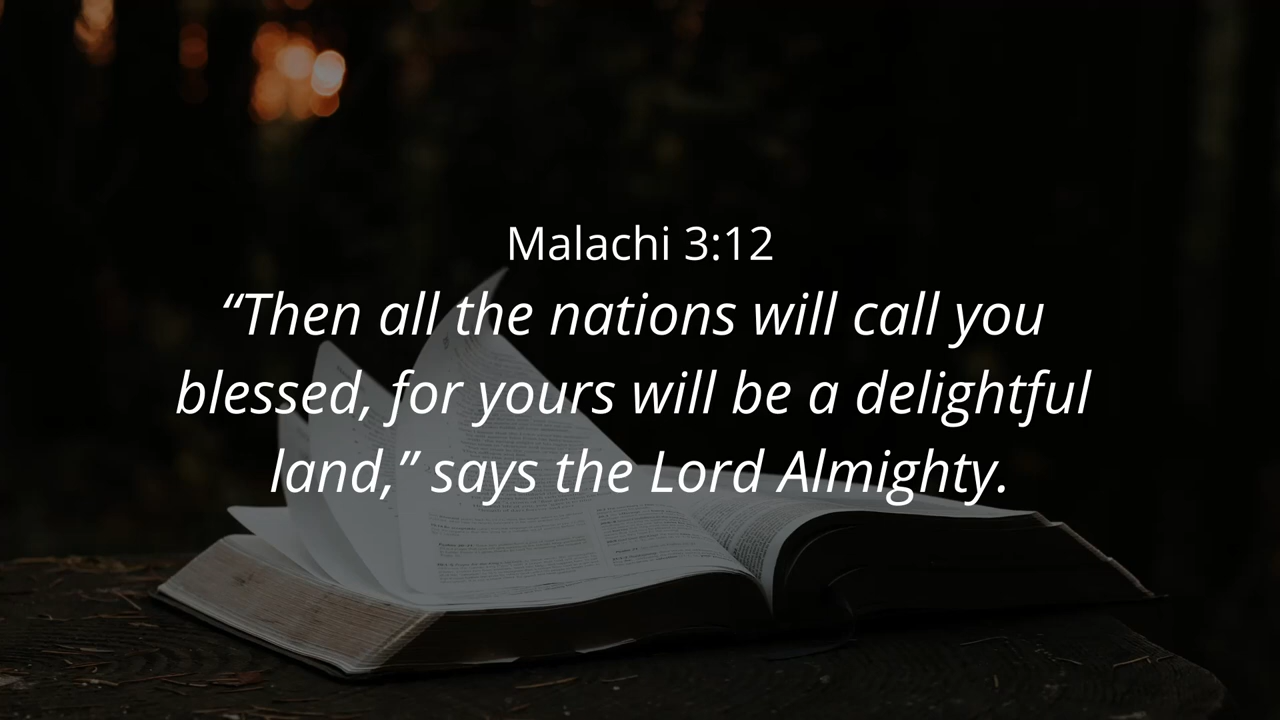 Malachi 3:12
“Then all the nations will call you
blessed, for yours will be a delightful
land,” says the Lord Almighty.